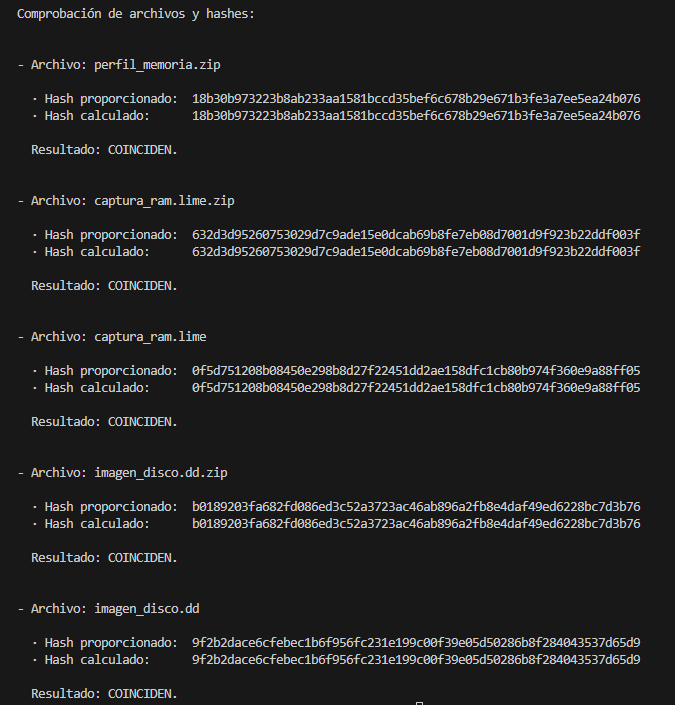 Comprobación de archivos y hashes:
- Archivo: perfil_memoria.zip
· Hash proporcionado: 18b30b973223b8ab233aa1581bccd35bef6c678b29e671b3fe3a7ee5ea24b076
· Hash calculado: 18b30b973223b8ab233aa1581bccd35bef6c678b29e671b3fe3a7ee5ea24b076
Resultado: COINCIDEN.
- Archivo: captura_ram.lime.zip
· Hash proporcionado: 632d3d95260753029d7c9ade15e0dcab69b8fe7eb08d7001d9f923b22ddf003f
· Hash calculado: 632d3d95260753029d7c9ade15e0dcab69b8fe7eb08d7001d9f923b22ddf003f
Resultado: COINCIDEN.
- Archivo: captura_ram.lime
· Hash proporcionado: 0f5d751208b08450e298b8d27f22451dd2ae158dfc1cb80b974f360e9a88ff05
· Hash calculado: 0f5d751208b08450e298b8d27f22451dd2ae158dfc1cb80b974f360e9a88ff05
Resultado: COINCIDEN.
- Archivo: imagen_disco.dd.zip
· Hash proporcionado: b0189203fa682fd086ed3c52a3723ac46ab896a2fb8e4daf49ed6228bc7d3b76
· Hash calculado: b0189203fa682fd086ed3c52a3723ac46ab896a2fb8e4daf49ed6228bc7d3b76
Resultado: COINCIDEN.
- Archivo: imagen_disco.dd
· Hash proporcionado: 9f2b2dace6cfebec1b6f956fc231e199c00f39e05d50286b8f284043537d65d9
· Hash calculado: 9f2b2dace6cfebec1b6f956fc231e199c00f39e05d50286b8f284043537d65d9
Resultado: COINCIDEN.